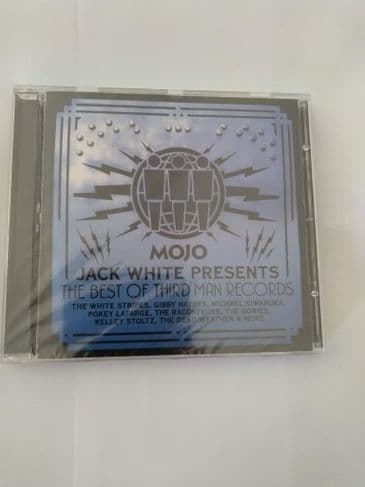 MOJO
JACK WHITE PRESENTS
THE BEST OF THIRD MAN RECORDS
THE WHITE STRIPES, GIBBY HAYNES, MICHAEL KIWANUKA,
POKEY LAFARGE, THE RACONTEURS, THE GORIES,
KELLEY STOLTZ, THE DEAD WEATHER & MORE